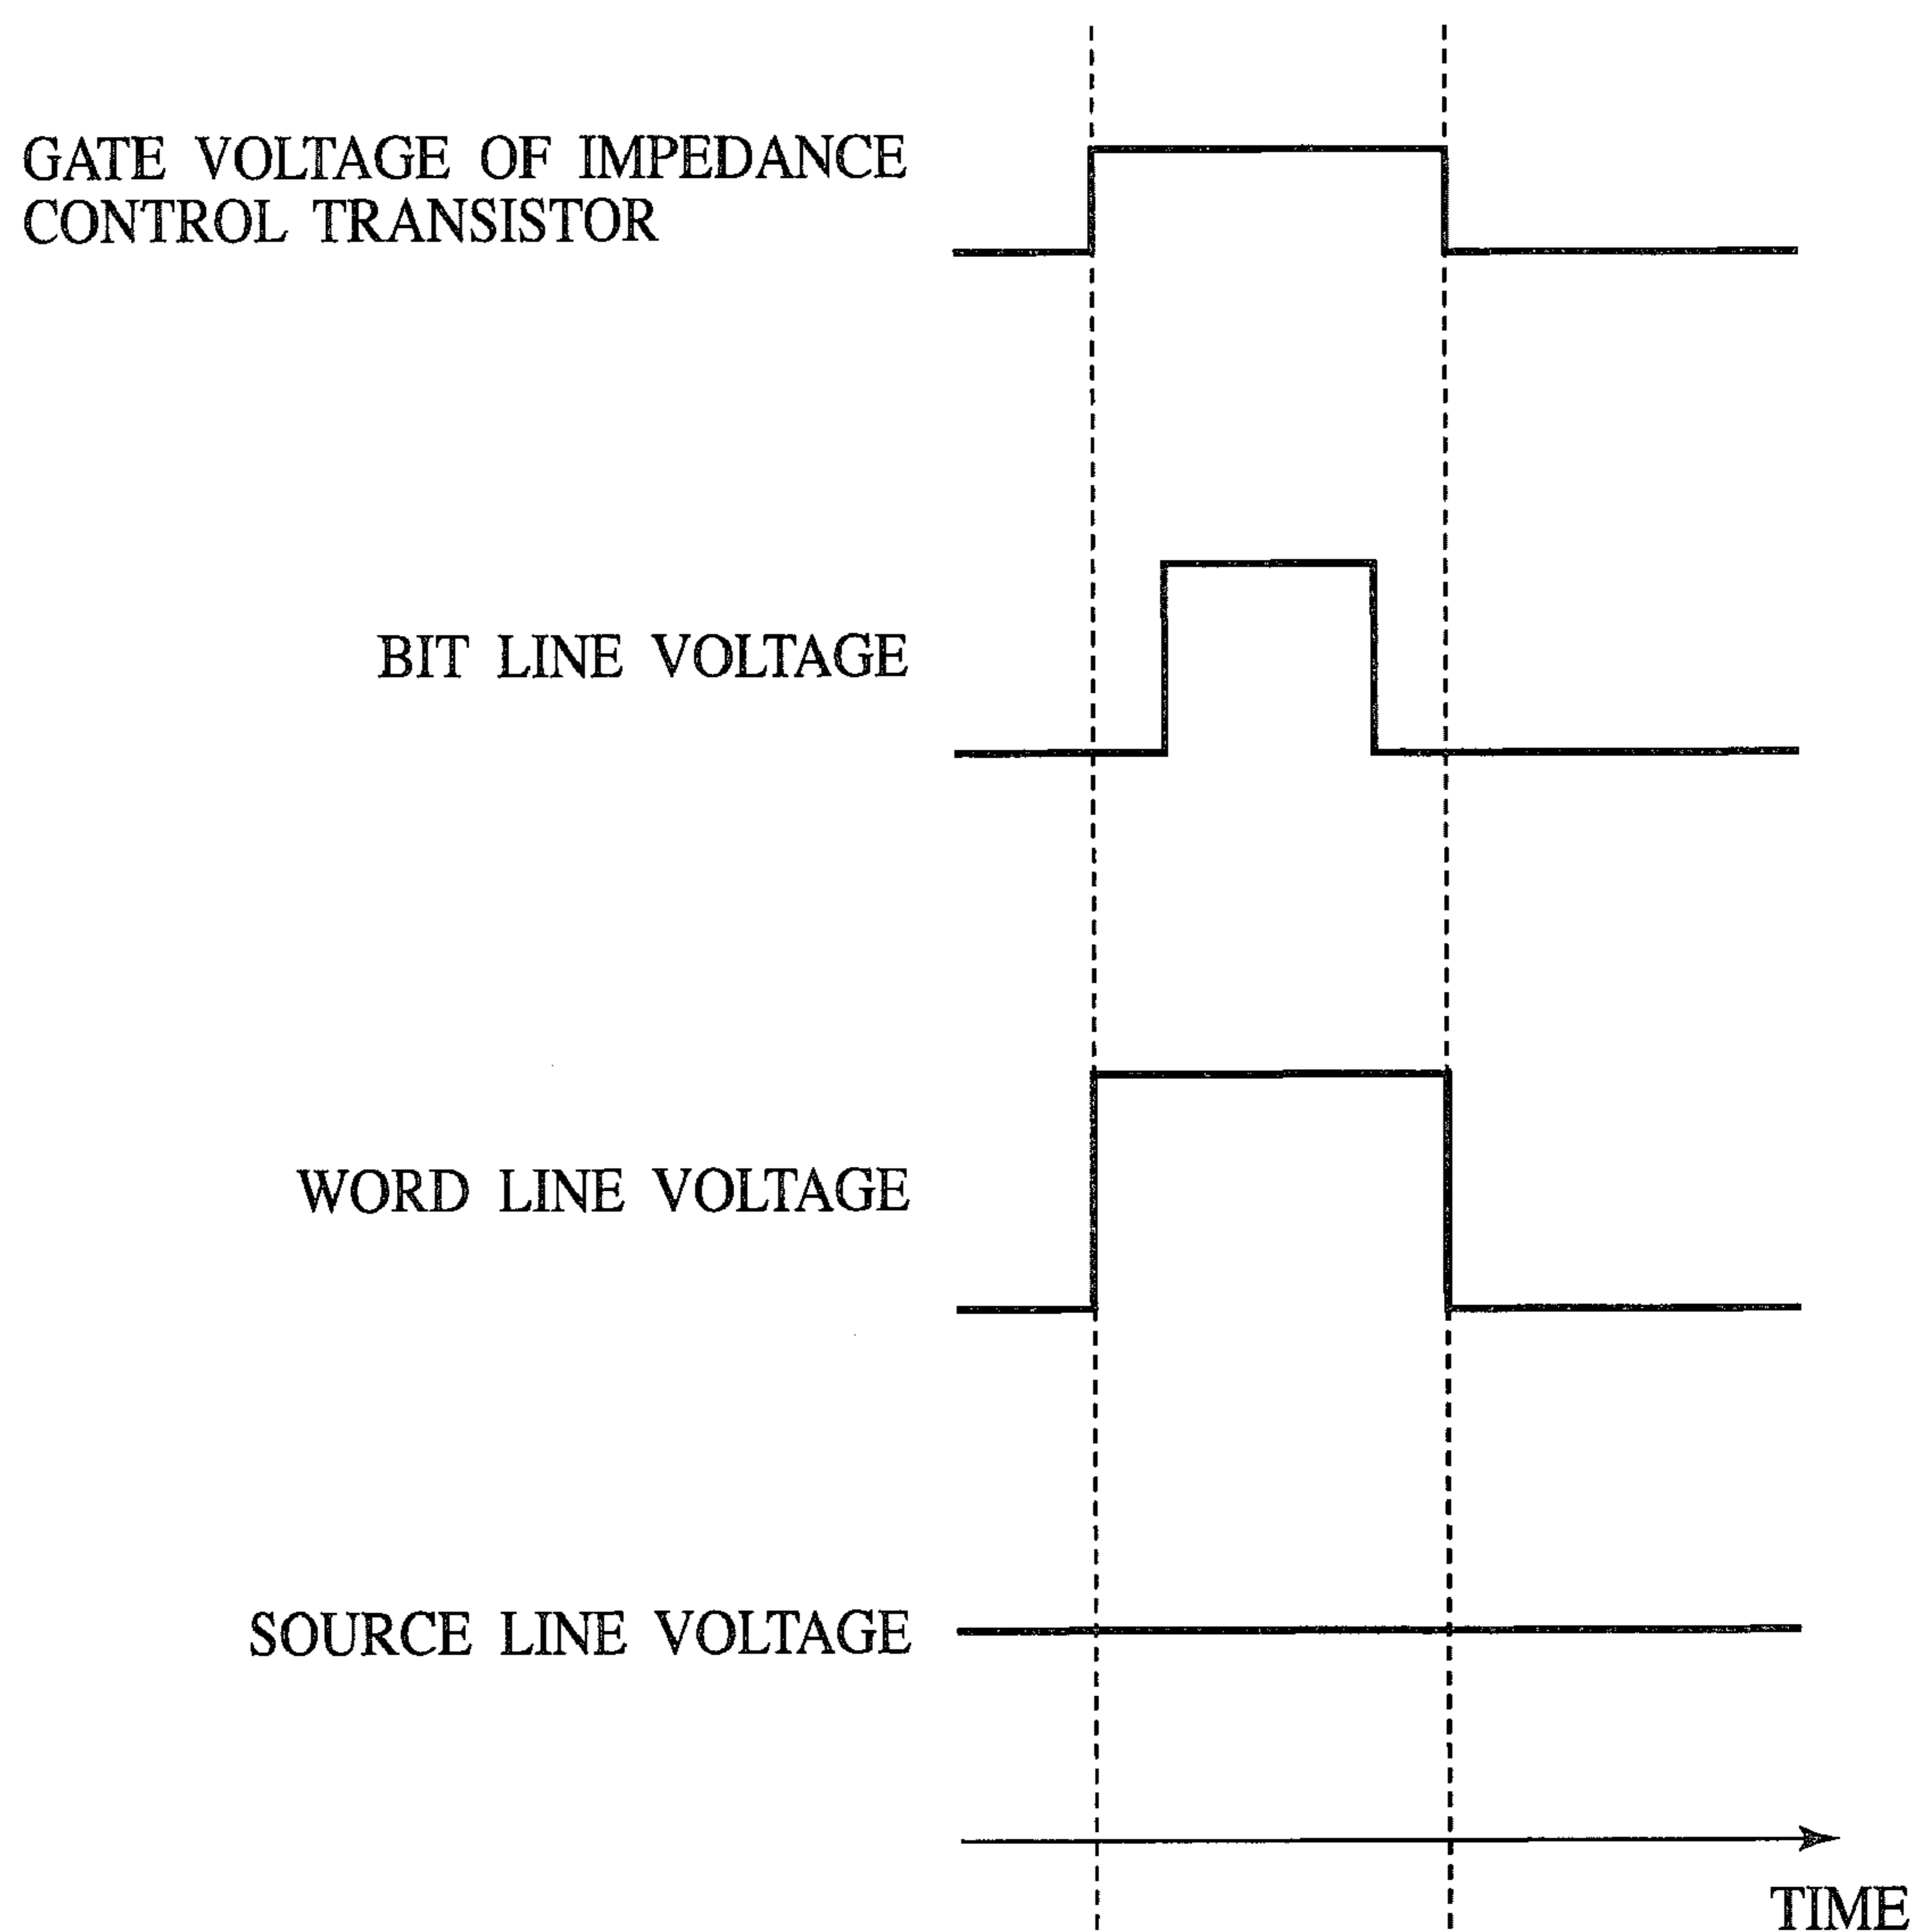 GATE VOLTAGE OF IMPEDANCE
CONTROL TRANSISTOR
BIT LINE VOLTAGE
WORD LINE VOLTAGE
SOURCE LINE VOLTAGE
TIME